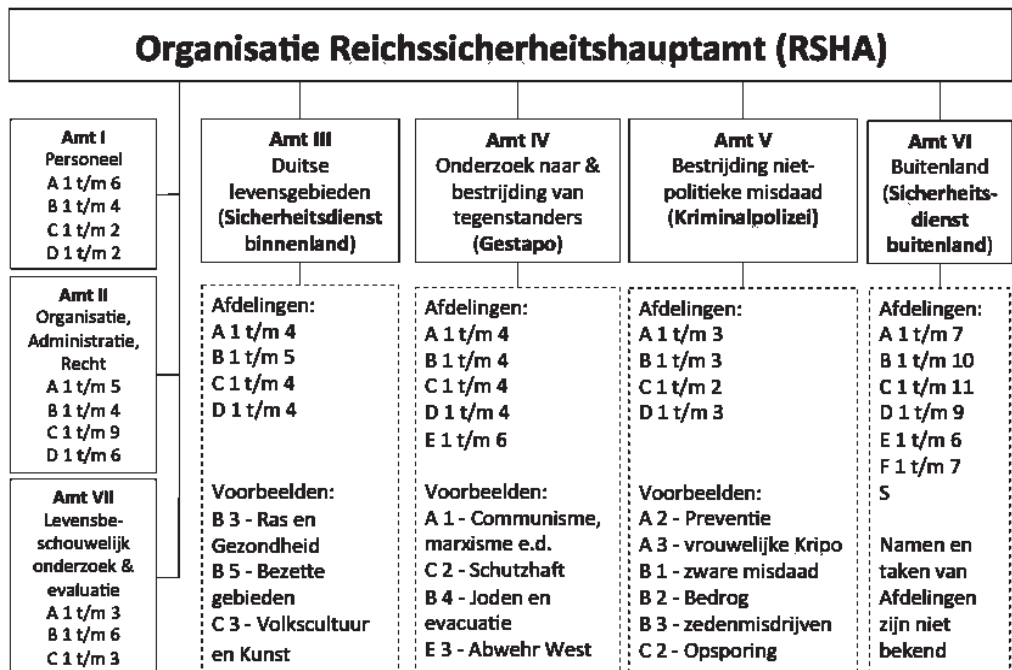 Organisatie Reichssicherheitshauptamt (RSHA)
Amt I
Personeel
A 1 t/m 6
B 1 t/m 4
C 1 t/m 2
D 1 t/m 2
Amt II
Organisatie,
Administratie,
Recht
A 1 t/m 5
B 1 t/m 4
C 1 t/m 9
D 1 t/m 6
Amt VII
Levensbe-
schouwelijk
onderzoek &
evaluatie
A 1 t/m 3
B 1 t/m 6
C 1 t/m 3
Amt III
Duitse
levensgebieden
(Sicherheitsdienst
binnenland)
Afdelingen:
A 1 t/m 4
B 1 t/m 5
C 1 t/m 4
D 1 t/m 4
Voorbeelden:
B 3 - Ras en
Gezondheid
B 5 - Bezette
gebieden
C 3 - Volkscultuur
en Kunst
Amt IV
Onderzoek naar &
bestrijding van
tegenstanders
(Gestapo)
Afdelingen:
A 1 t/m 4
B 1 t/m 4
C 1 t/m 4
D 1 t/m 4
E 1 t/m 6
Voorbeelden:
A 1 - Communisme,
marxisme e.d.
C 2 - Schutzhaft
B 4 - Joden en
evacuatie
E 3 - Abwehr West
Amt V
Bestrijding niet-
politieke misdaad
(Kriminalpolizei)
Afdelingen:
A 1 t/m 3
B 1 t/m 3
C 1 t/m 2
D 1 t/m 3
Voorbeelden:
A 2 - Preventie
A 3 - vrouwelijke Kripo
B 1 - zware misdaad
B 2 - Bedrog
B 3 - zedenmisdrijven
C 2 - Opsporing
Amt VI
Buitenland
(Sicherheits-
dienst
buitenland)
Afdelingen:
A 1 t/m 7
B 1 t/m 10
C 1 t/m 11
D 1 t/m 9
E 1 t/m 6
F 1 t/m 7
S
Namen en
taken van
Afdelingen
zijn niet
bekend